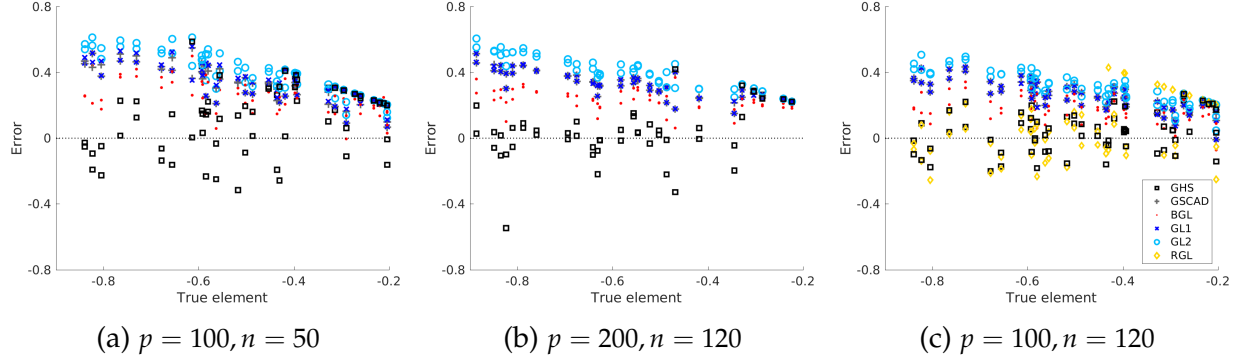 0.8
0.4
0
-0.4
-0.8
Error
-0.8
-0.6
-0.4
-0.2
True element
(a) p = 100, n = 50
0.8
0.4
0
-0.4
-0.8
Error
-0.8
-0.6
-0.4
-0.2
True element
(b) p = 200, n = 120
0.8
0.4
0
-0.4
-0.8
Error
-0.8
-0.6
-0.4
-0.2
True element
GHS
GSCAD
BGL
GL1
GL2
RGL
(c) p = 100, n = 120